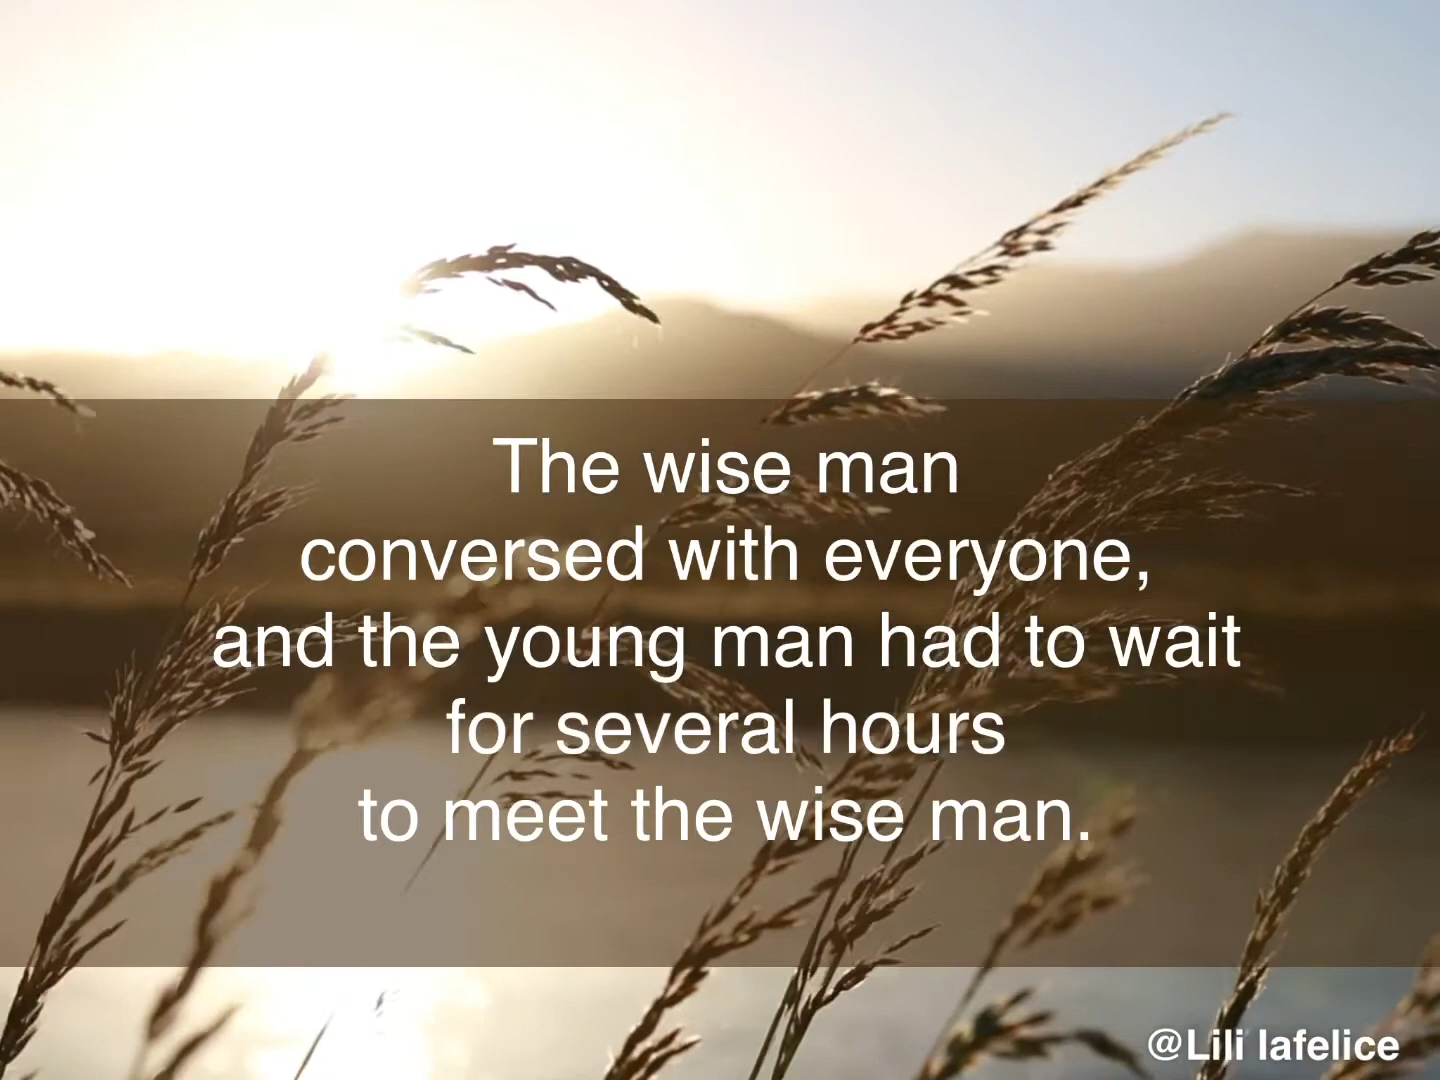 The wise man
conversed with everyone,
and the young man had to wait
for several hours
to meet the wise man.
@Lili lafelice